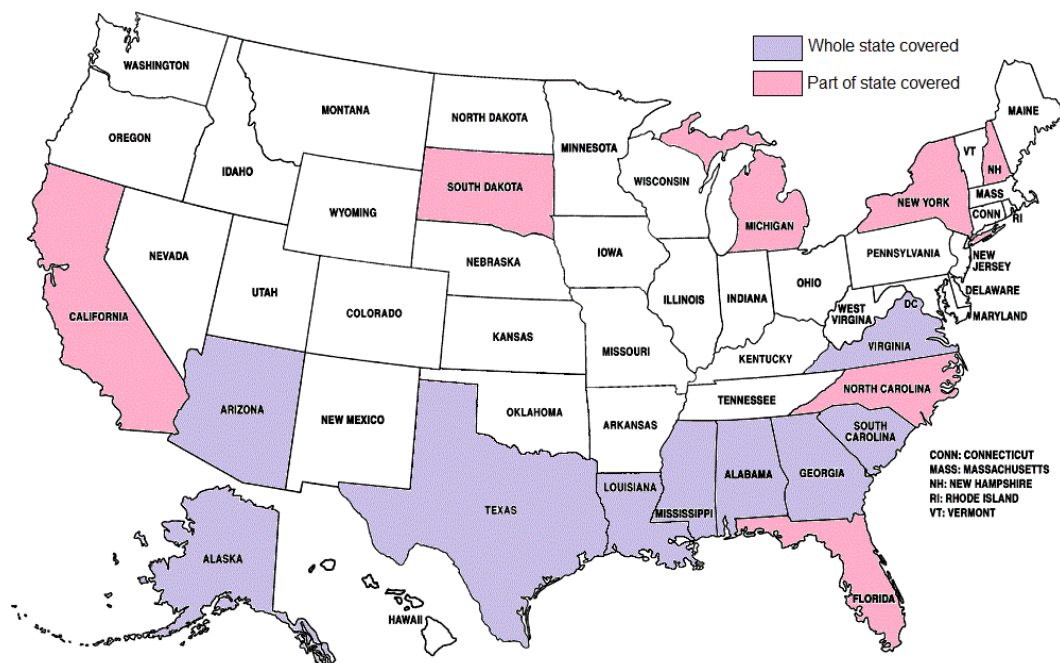 Whole state covered
Part of state covered
WASHINGTON
MONTANA
NORTH DAKOTA
MINNESOTA
MAINE
VT
NH
OREGON
IDAHO
SOUTH DAKOTA
WISCONSIN
MICHIGAN
NEW YORK
MASS
CONN
RI
WYOMING
IOWA
NEBRASKA
PENNSYLVANIA
NEW
JERSEY
NEVADA
UTAH
COLORADO
ILLINOIS
INDIANA
OHIO
DELAWARE
MARYLAND
DC
WEST
VIRGINA
VIRGINIA
CALIFORNIA
KANSAS
MISSOURI
KENTUCKY
NORTH CAROLINA
TENNESSEE
ARIZONA
NEW MEXICO
OKLAHOMA
ARKANSAS
SOUTH
CAROLINA
TEXAS
LOUISIANA
MISSISSIPPI
ALABAMA
GEORGIA
CONN: CONNECTICUT
MASS: MASSACHUSETTS
NH: NEW HAMPSHIRE
RI: RHODE ISLAND
VT: VERMONT
ALASKA
HAWAII
FLORIDA